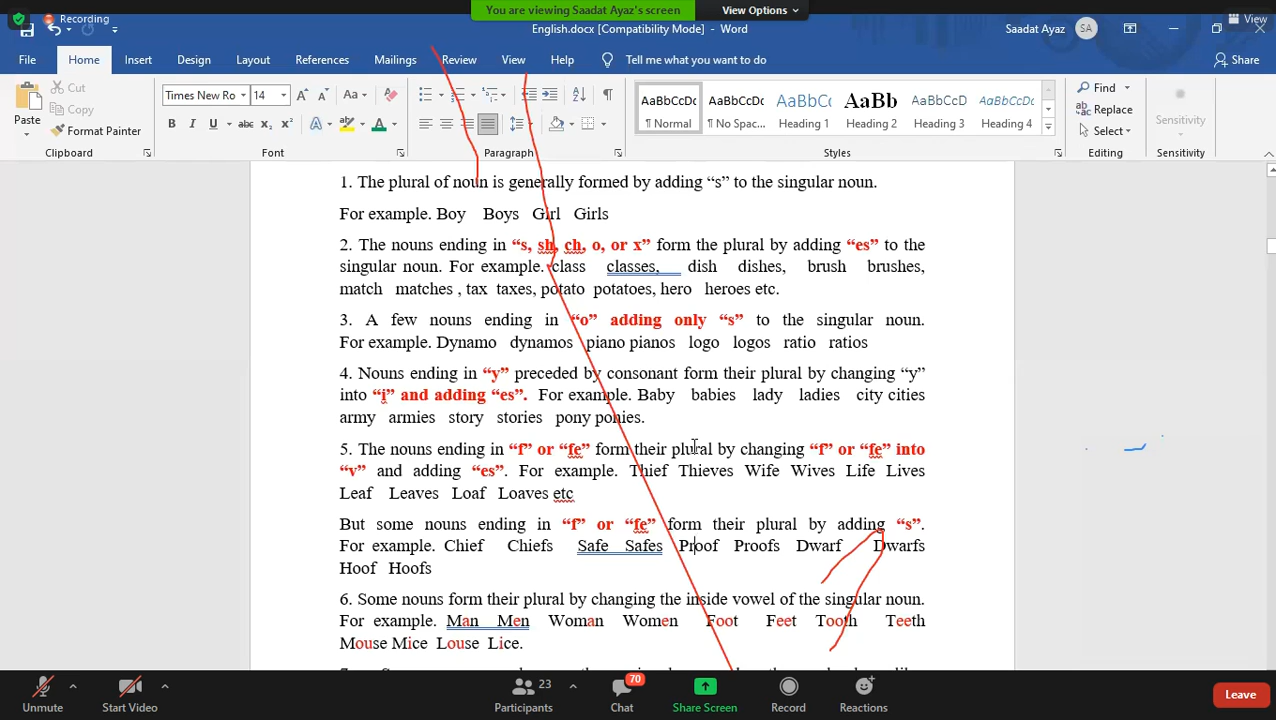 Recording
You are viewing Saadat Ayaz's screen
View Options
View
English.docx [Compatibility Mode] - Word
Saadat Ayaz
SA
File Home Insert Design Layout References Mailings Review View Help Tell me what you want to do
Share
Paste
Cut
Copy
Format Painter
Clipboard
Times New Ro 14
Font
Paragraph
AaBbCcDc AaBbCcDc AaBbCc AaBb AaBbCcD AaBbCcD
¶ Normal ¶ No Spac... Heading 1 Heading 2 Heading 3 Heading 4
Styles
Find
Replace
Select
Editing
Sensitivity
Sensitivity
1. The plural of noun is generally formed by adding “s” to the singular noun.
For example. Boy Boys Girl Girls
2. The nouns ending in “s, sh, ch, o, or x” form the plural by adding “es” to the
singular noun. For example. class classes, dish dishes, brush brushes,
match matches , tax taxes, potato potatoes, hero heroes etc.
3. A few nouns ending in “o” adding only “s” to the singular noun.
For example. Dynamo dynamos piano pianos logo logos ratio ratios
4. Nouns ending in “y” preceded by consonant form their plural by changing “y”
into “i” and adding “es”. For example. Baby babies lady ladies city cities
army armies story stories pony ponies.
5. The nouns ending in “f” or “fe” form their plural by changing “f” or “fe” into
“v” and adding “es”. For example. Thief Thieves Wife Wives Life Lives
Leaf Leaves Loaf Loaves etc
But some nouns ending in “f” or “fe” form their plural by adding “s”.
For example. Chief Chiefs Safe Safes Proof Proofs Dwarf Dwarfs
Hoof Hoofs
6. Some nouns form their plural by changing the inside vowel of the singular noun.
For example. Man Men Woman Women Foot Feet Tooth Teeth
Mouse Mice Louse Lice.
Unmute
Start Video
23
Participants
70
Chat
Share Screen
Record
Reactions
Leave